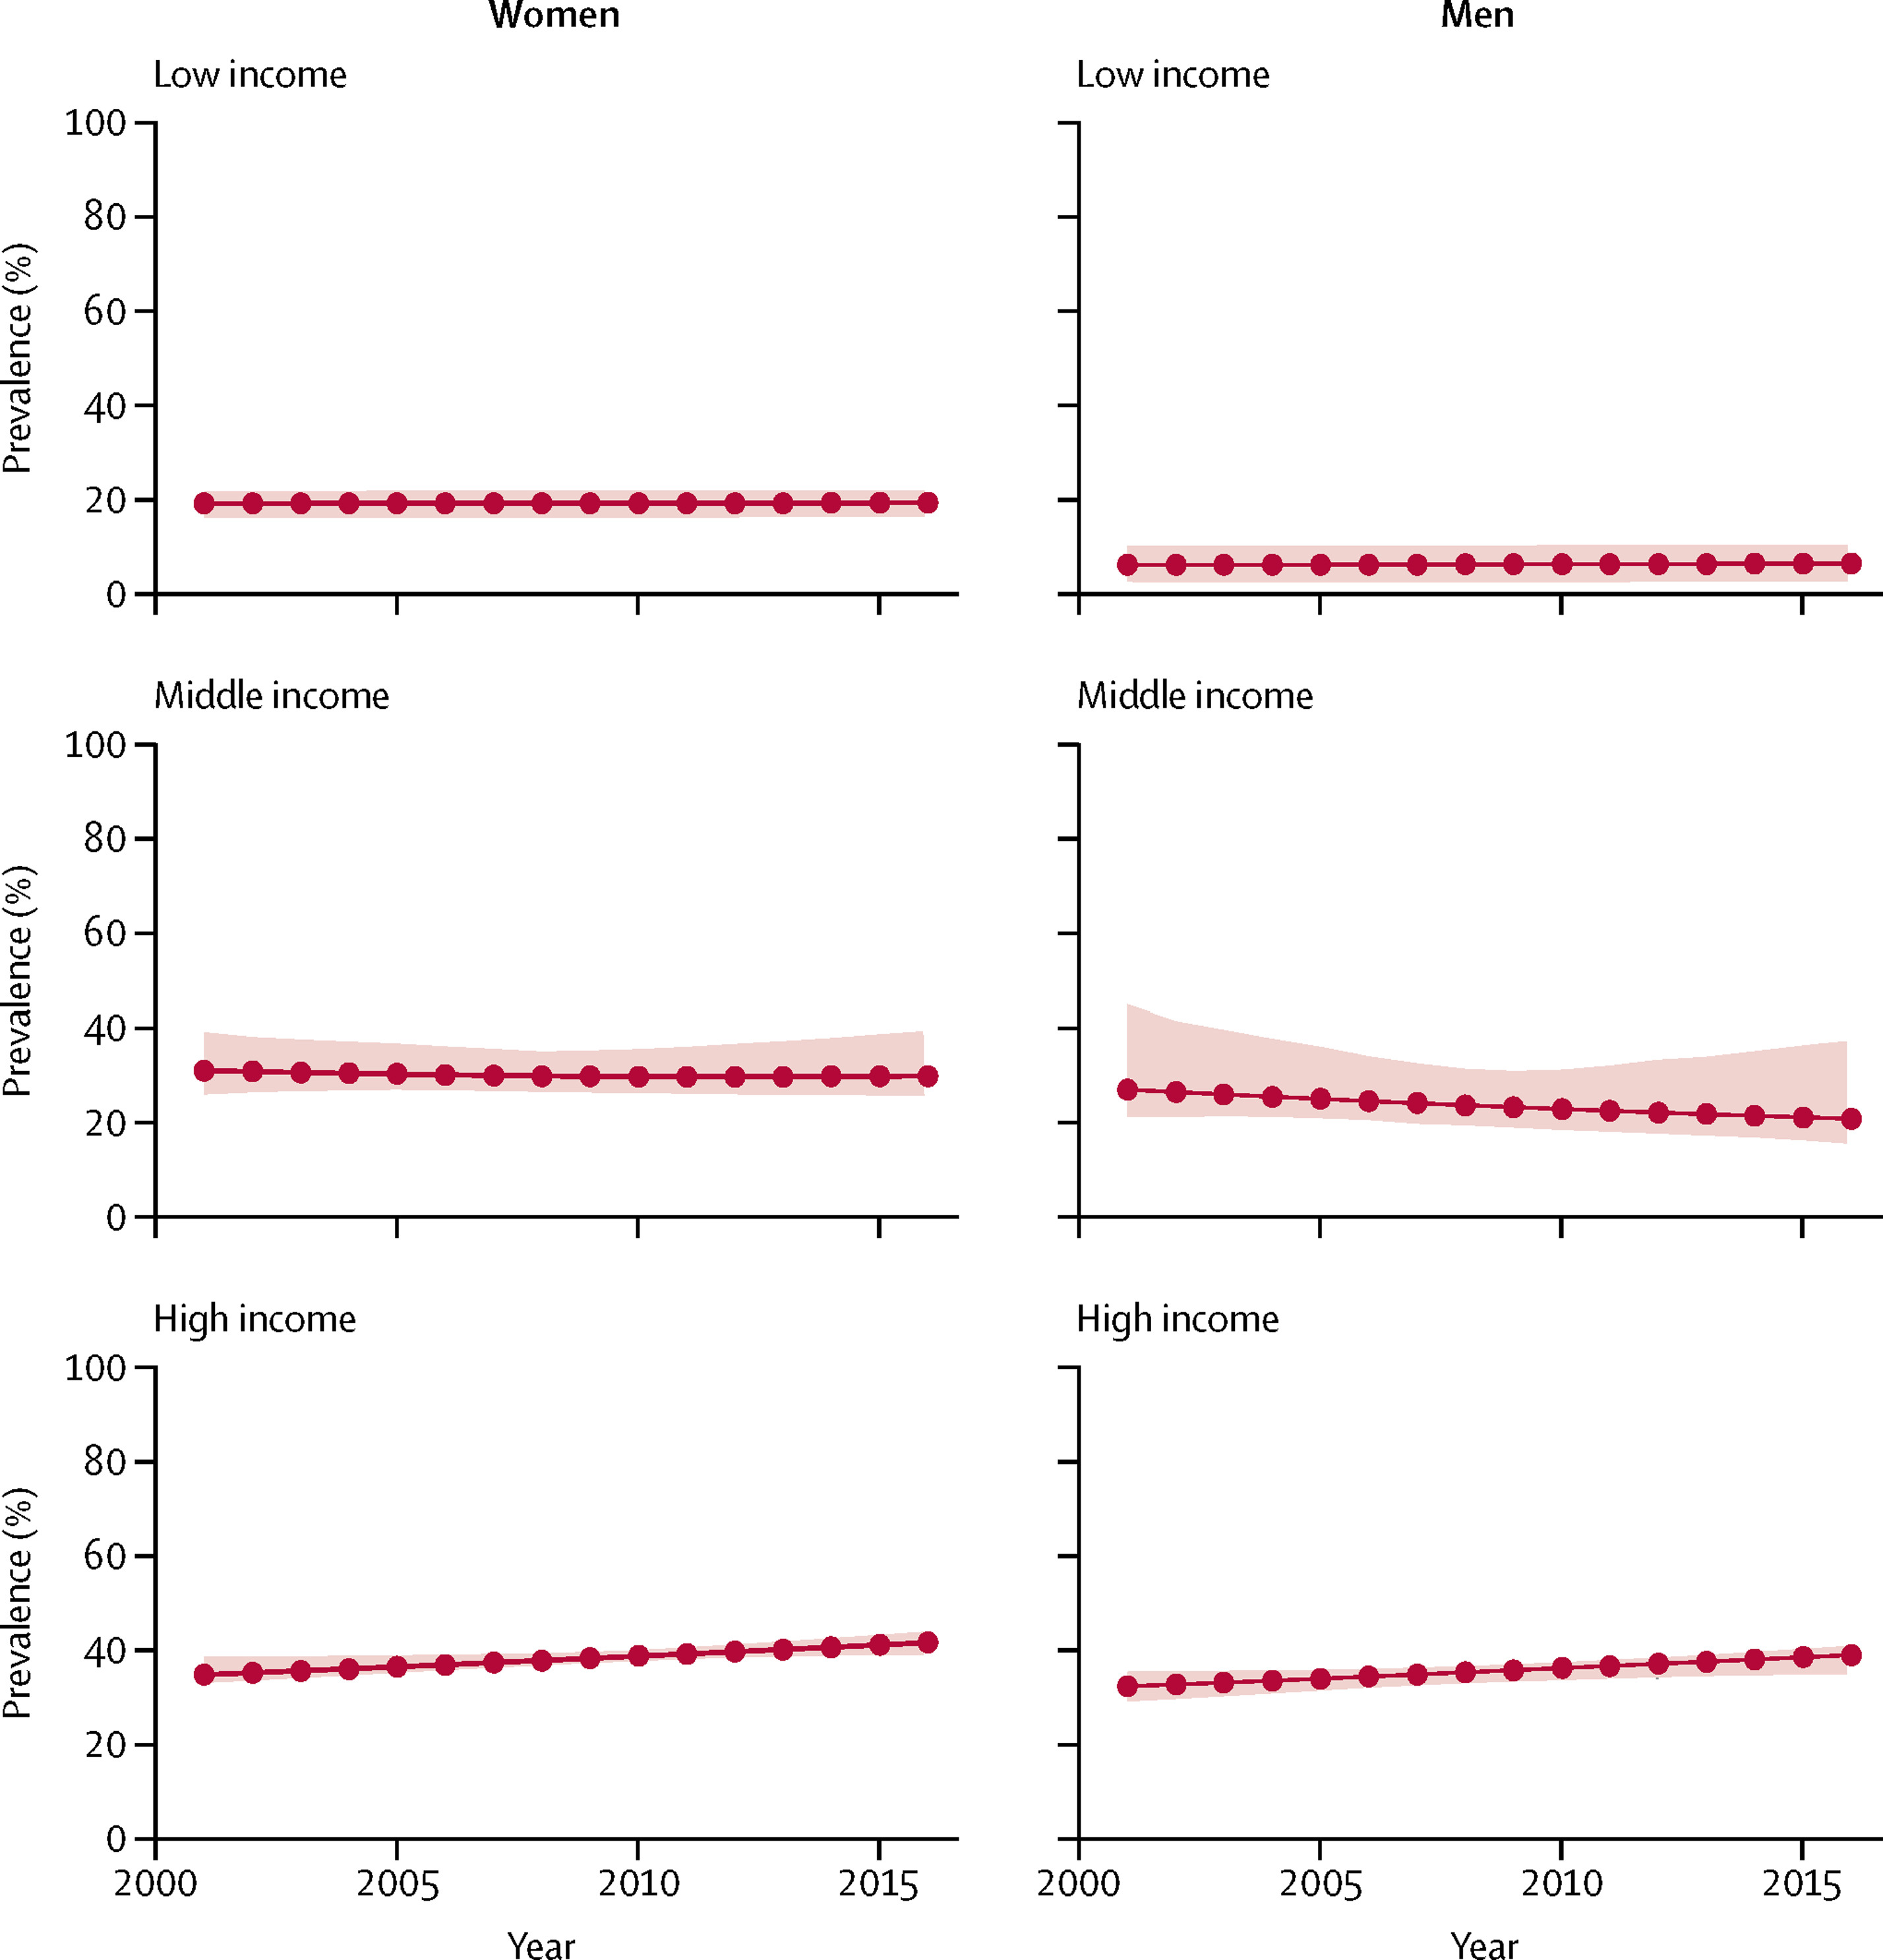 Women
Men
Low income
Low income
Prevalence (%)
100
80
60
40
20
0
Middle income
Middle income
Prevalence (%)
100
80
60
40
20
0
High income
High income
Prevalence (%)
100
80
60
40
20
0
2000 2005 2010 2015
2000 2005 2010 2015
Year
Year